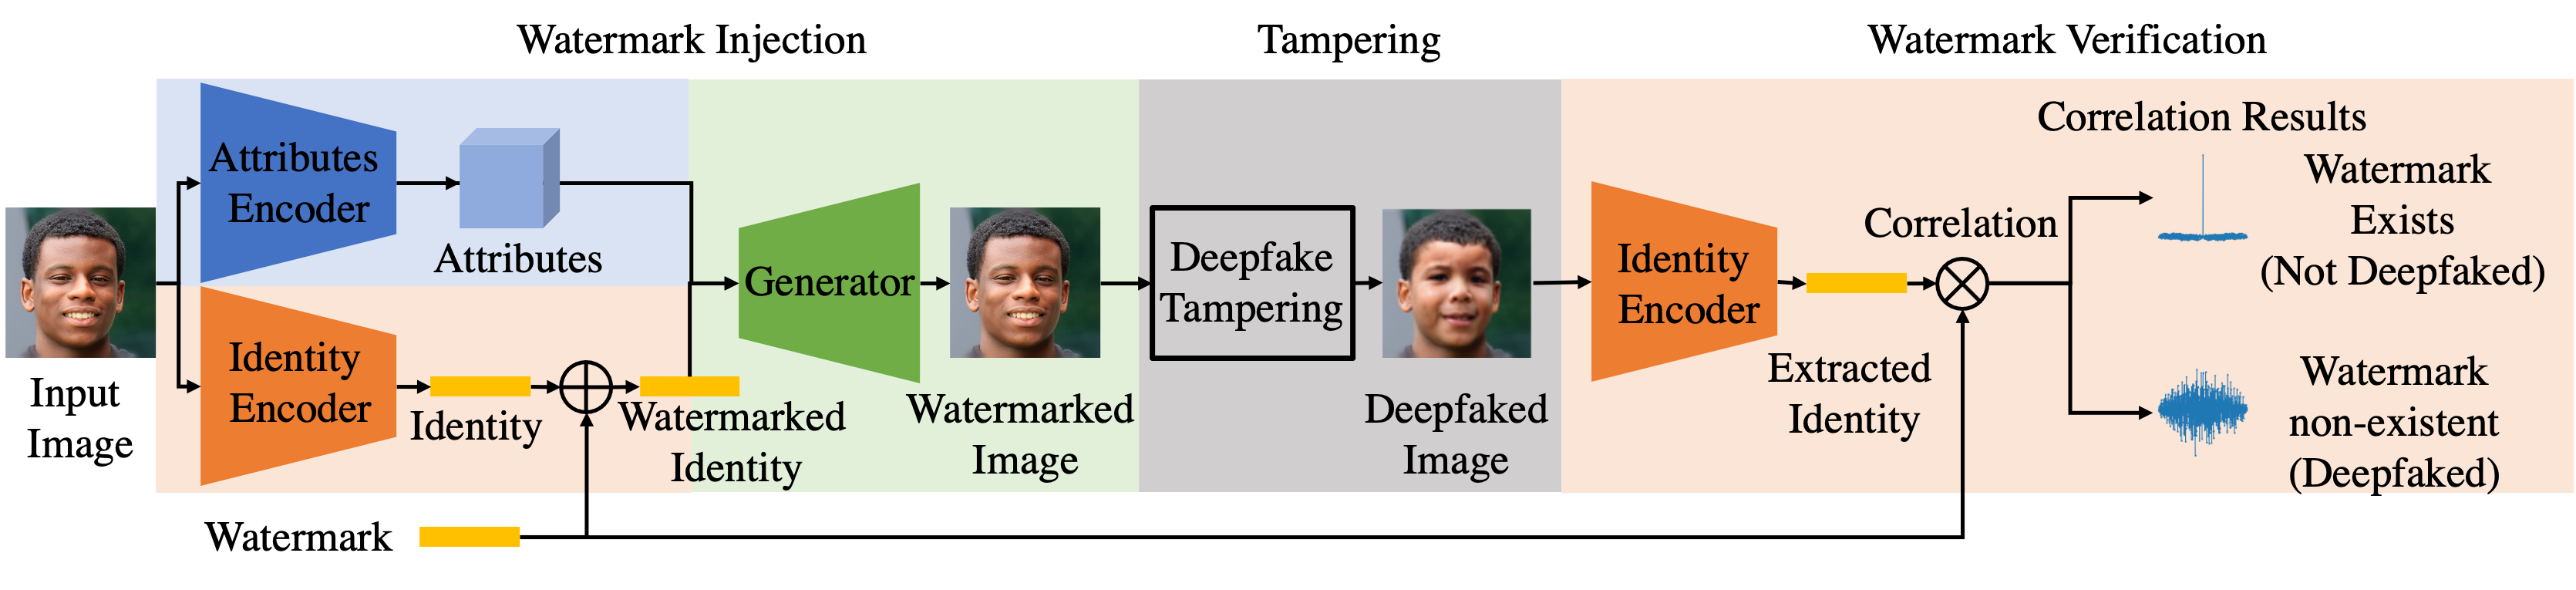 Watermark Injection
Tampering
Watermark Verification
Attributes
Encoder
Attributes
Input
Image
Identity
Encoder
Identity
Watermarked
Identity
Watermark
Generator
Watermarked
Image
Deepfake
Tampering
Deepfaked
Image
Identity
Encoder
Extracted
Identity
Correlation
Correlation Results
Watermark
Exists
(Not Deepfaked)
Watermark
non-existent
(Deepfaked)